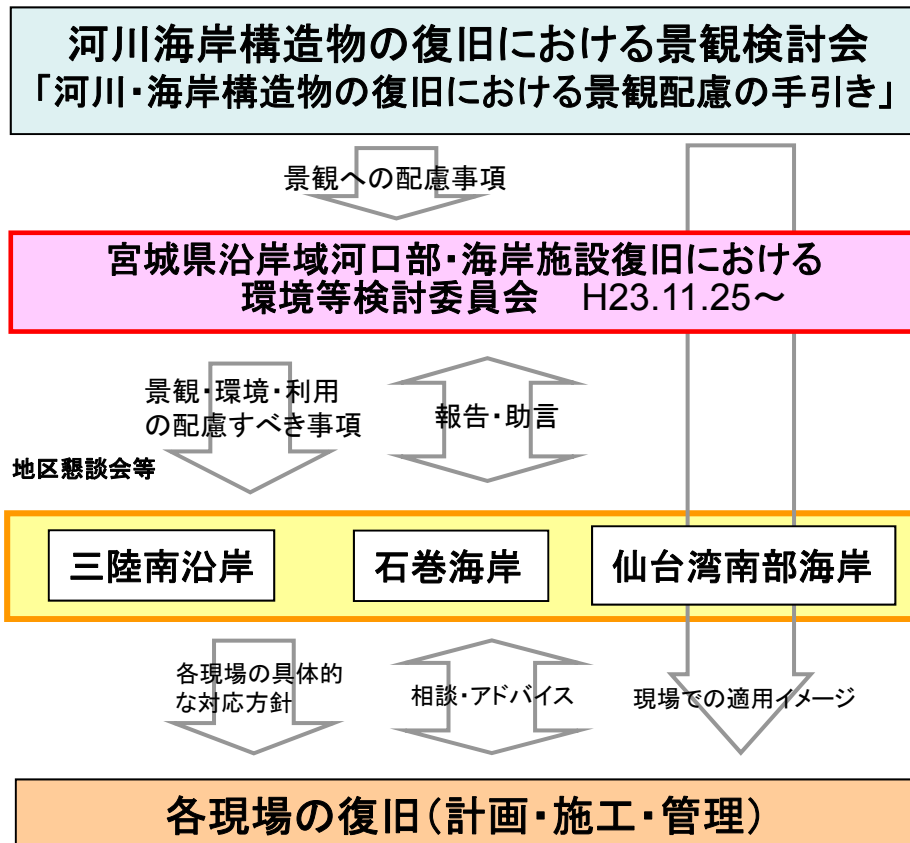 河川海岸構造物の復旧における景観検討会
「河川・海岸構造物の復旧における景観配慮の手引き」
景観への配慮事項
宮城県沿岸域河口部・海岸施設復旧における
環境等検討委員会 H23.11.25～
景観・環境・利用
の配慮すべき事項
報告・助言
地区懇談会等
三陸南沿岸
石巻海岸
仙台湾南部海岸
各現場の具体的
な対応方針
相談・アドバイス
現場での適用イメージ
各現場の復旧（計画・施工・管理）